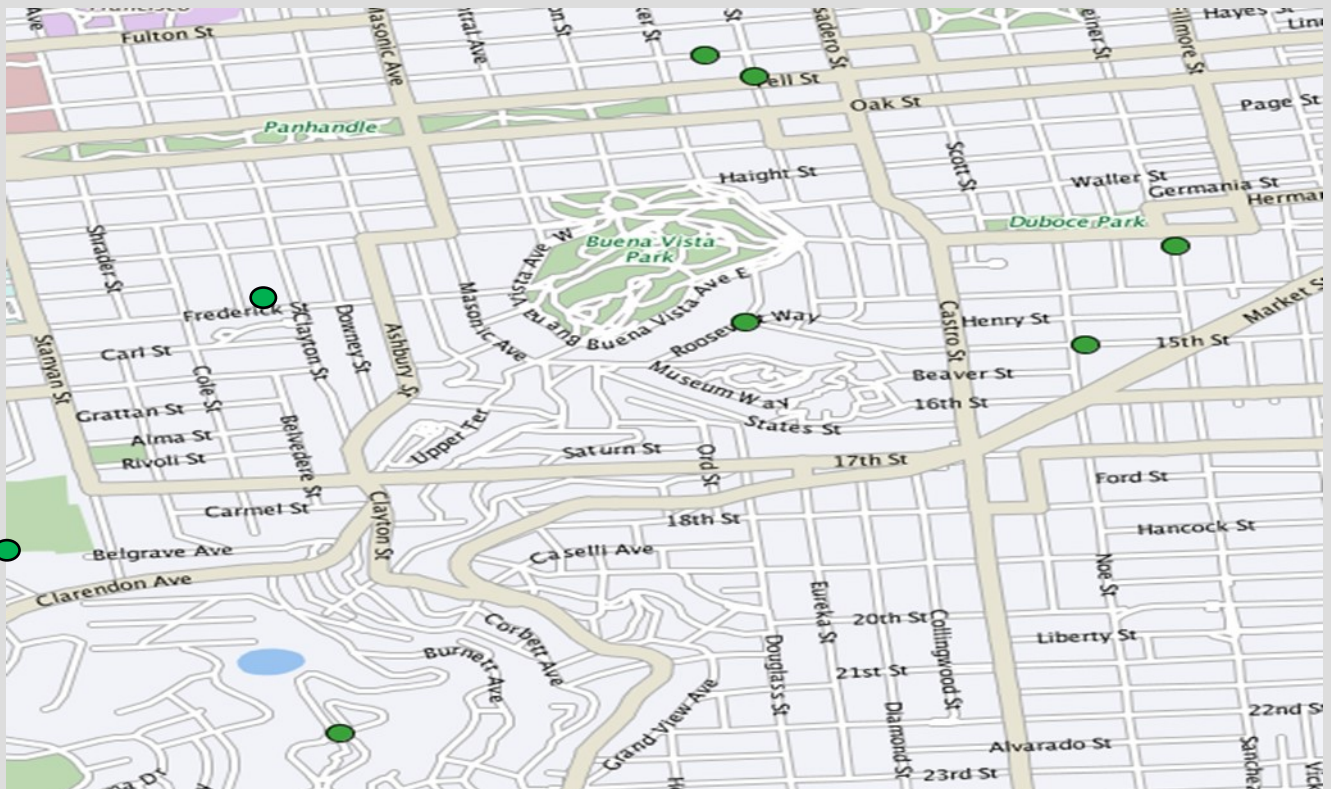 Fulton St
Hayes St
Oak St
Page St
Panhandle
Haight St
Scott St
Waller St
Germania St
Duboce Park
Buena Vista
Park
Shrader St
Masonic Ave
Frederick St
Clayton St
Downey St
Ashbury St
Masonic Ave
Buena Vista Ave W
Buena Vista Ave E
Way
Castro St
Henry St
Market St
15th St
Stanyan St
Carl St
Cole St
Museum Way
Beaver St
16th St
Grattan St
Alma St
Rivoli St
Belvedere St
Upper Ter
States St
Saturn St
Ord St
17th St
Ford St
Carmel St
Clayton St
18th St
Hancock St
Belgrave Ave
Caselli Ave
Noe St
Clarendon Ave
Eureka St
20th St
Collingwood St
Liberty St
Corbett Ave
Burnett Ave
Douglass St
21st St
Grand View Ave
Diamond St
22nd S
Alvarado St
23rd St